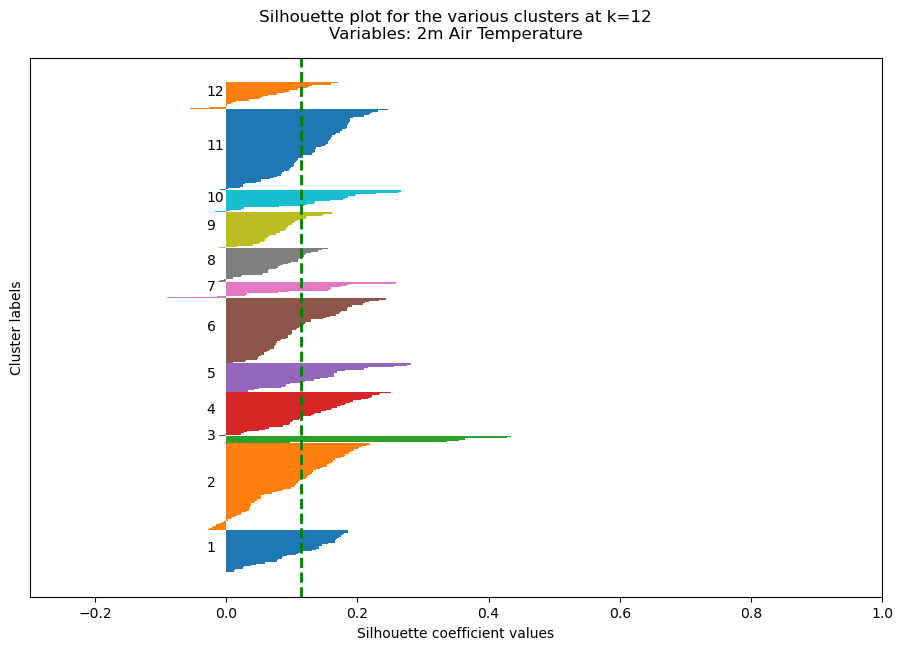 Silhouette plot for the various clusters at k=12
Variables: 2m Air Temperature
12
11
10
9
8
7
6
5
4
3
2
1
Cluster labels
−0.2 0.0 0.2 0.4 0.6 0.8 1.0
Silhouette coefficient values